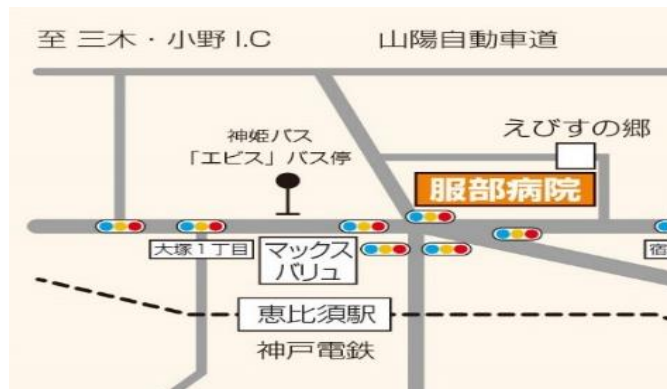 至 三木・小野 I.C
山陽自動車道
神姫バス
「エビス」バス停
えびすの郷
服部病院
大塚1丁目
マックス
バリュ
宿
恵比須駅
神戸電鉄